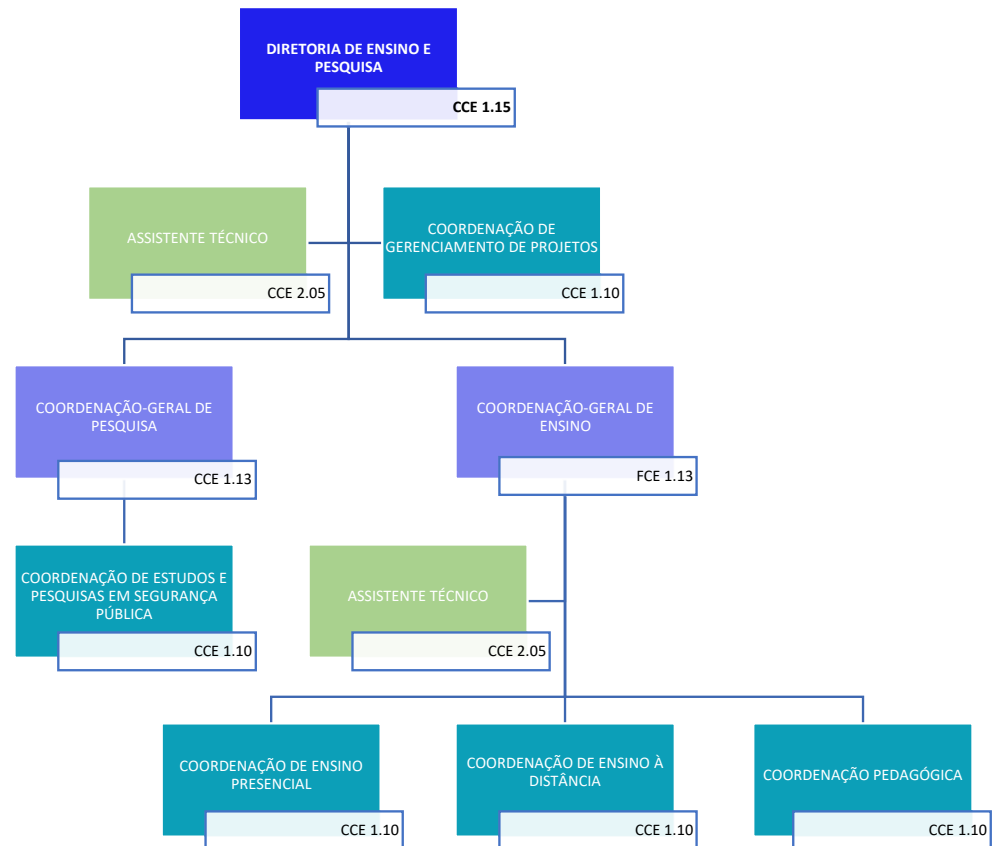 DIRETORIA DE ENSINO E
PESQUISA
CCE 1.15
ASSISTENTE TÉCNICO
CCE 2.05
COORDENAÇÃO DE
GERENCIAMENTO DE PROJETOS
CCE 1.10
COORDENAÇÃO-GERAL DE
PESQUISA
CCE 1.13
COORDENAÇÃO-GERAL DE
ENSINO
FCE 1.13
COORDENAÇÃO DE ESTUDOS E
PESQUISAS EM SEGURANÇA
PÚBLICA
CCE 1.10
ASSISTENTE TÉCNICO
CCE 2.05
COORDENAÇÃO DE ENSINO
PRESENCIAL
CCE 1.10
COORDENAÇÃO DE ENSINO À
DISTÂNCIA
CCE 1.10
COORDENAÇÃO PEDAGÓGICA
CCE 1.10